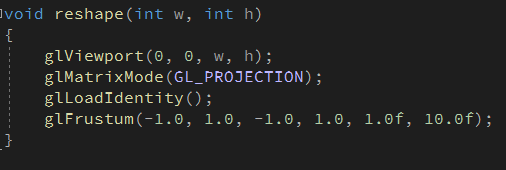 void reshape(int w, int h)
{
    glViewport(0, 0, w, h);
    glMatrixMode(GL_PROJECTION);
    glLoadIdentity();
    glFrustum(-1.0, 1.0, -1.0, 1.0, 1.0f, 10.0f);
}